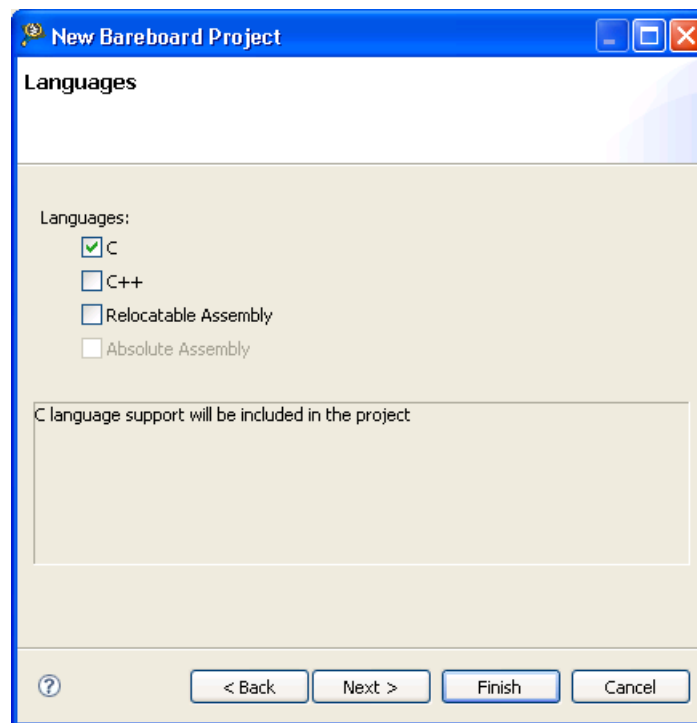 New Bareboard Project
Languages
Languages:
C
C++
Relocatable Assembly
Absolute Assembly
C language support will be included in the project
? < Back Next > Finish Cancel